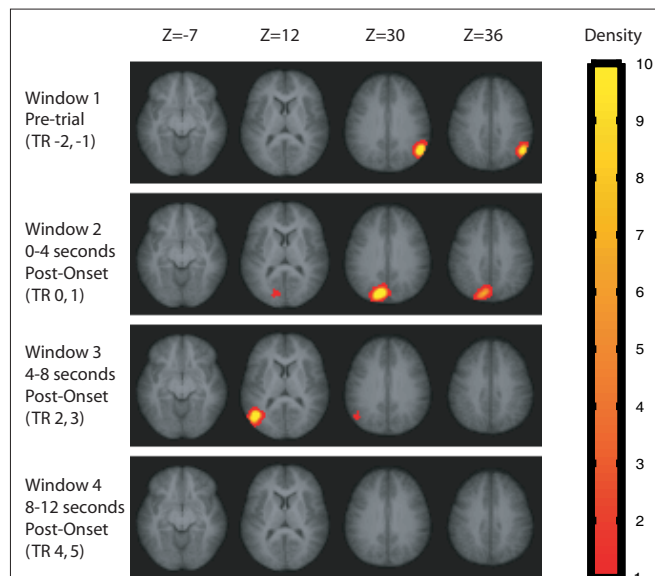 Z=-7 Z=12 Z=30 Z=36 Density
Window 1
Pre-trial
(TR -2, -1)
Window 2
0-4 seconds
Post-Onset
(TR 0, 1)
Window 3
4-8 seconds
Post-Onset
(TR 2, 3)
Window 4
8-12 seconds
Post-Onset
(TR 4, 5)
10
9
8
7
6
5
4
3
2
1